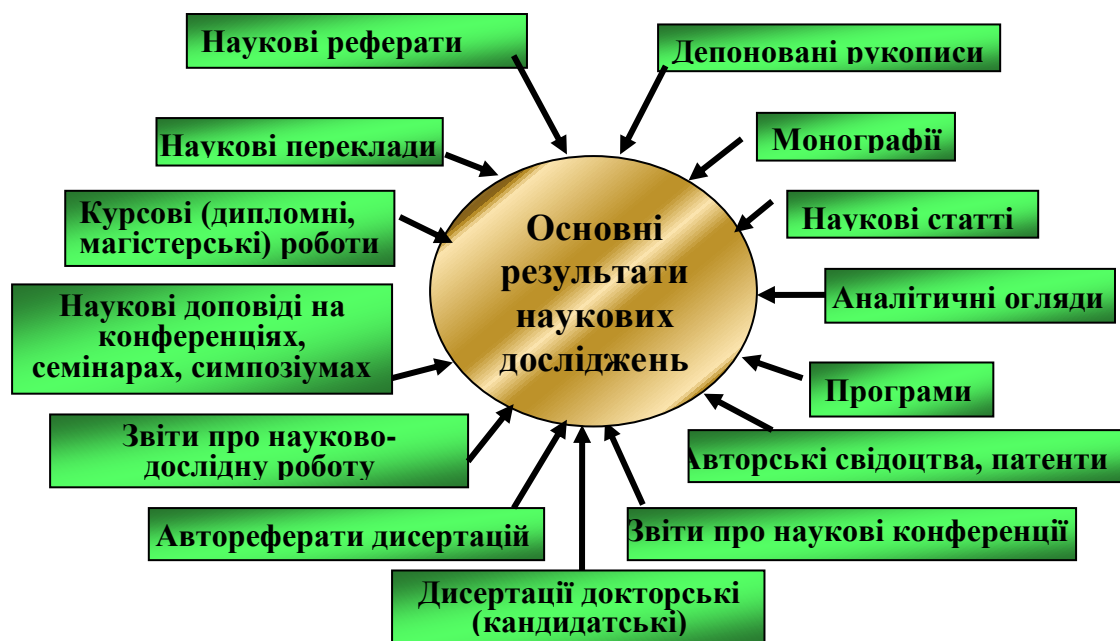 Наукові реферати
Депоновані рукописи
Наукові переклади
Монографії
Курсові (дипломні,
магістерські) роботи
Наукові статті
Основні
результати
наукових
досліджень
Наукові доповіді на
конференціях,
семінарах, симпозіумах
Аналітичні огляди
Програми
Звіти про науково-
дослідну роботу
Авторські свідоцтва, патенти
Автореферати дисертацій
Звіти про наукові конференції
Дисертації докторські
(кандидатські)